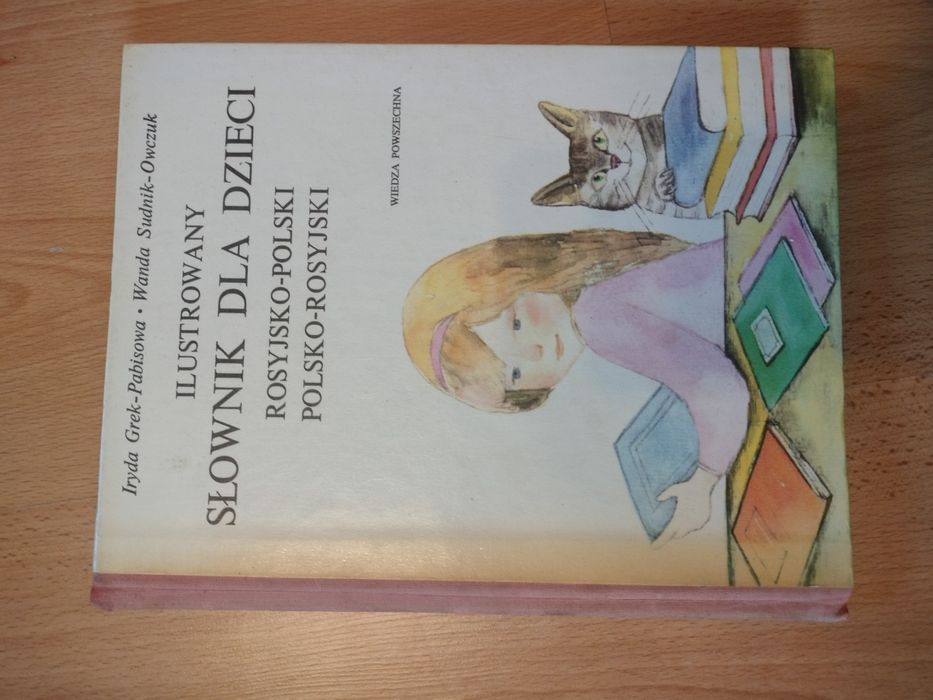 Iryda Grek-Pabisowa • Wanda Sudnik-Owczuk
ILUSTROWANY
SŁOWNIK DLA DZIECI
ROSYJSKO-POLSKI
POLSKO-ROSYJSKI
WIEDZA POWSZECHNA